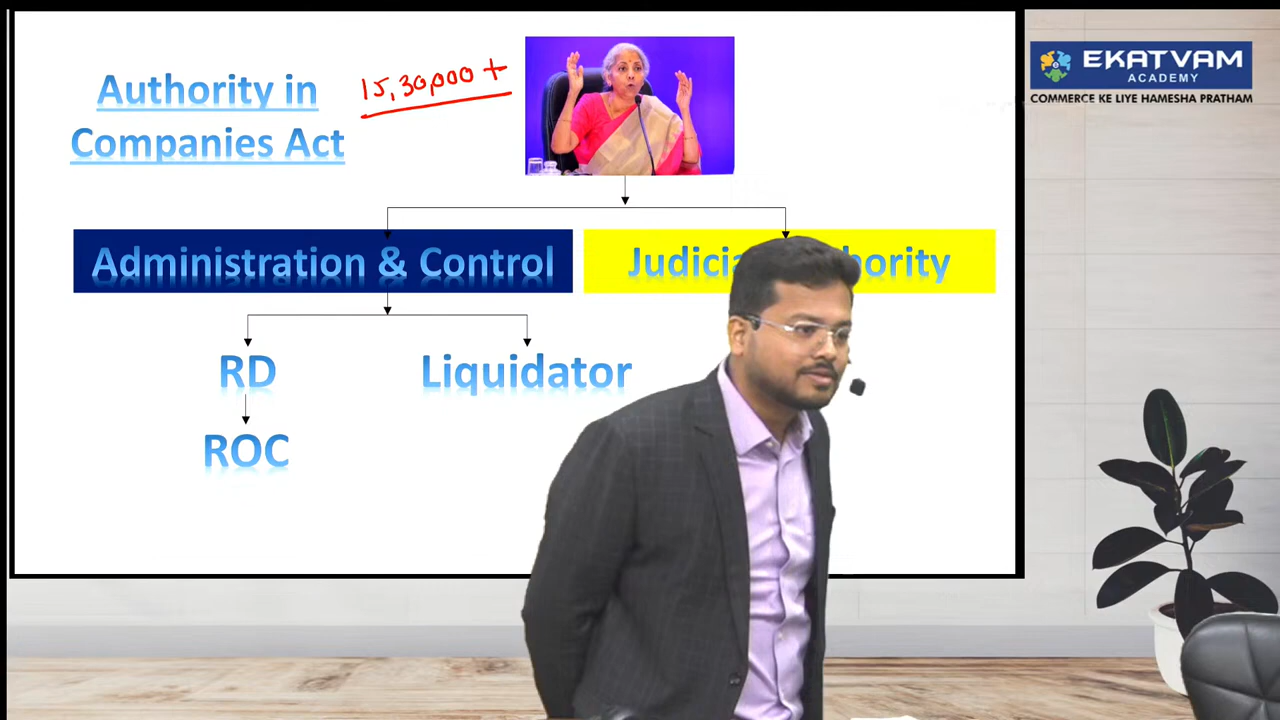 Authority in
Companies Act
15,30,000 +
EKATVAM
ACADEMY
COMMERCE KE LIYE HAMESHA PRATHAM
Administration & Control
RD
Liquidator
ROC